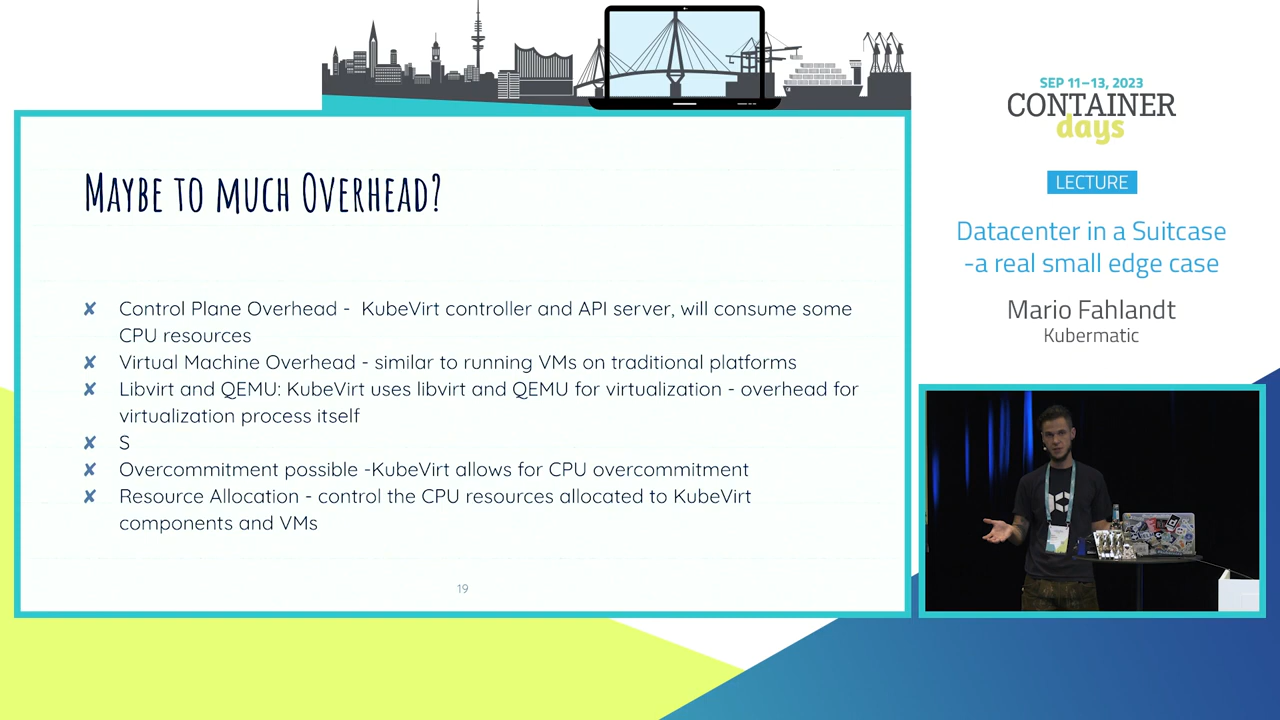 MAYBE TO MUCH OVERHEAD?
✘ Control Plane Overhead - KubeVirt controller and API server, will consume some
CPU resources
✘ Virtual Machine Overhead - similar to running VMs on traditional platforms
✘ Libvirt and QEMU: KubeVirt uses libvirt and QEMU for virtualization - overhead for
virtualization process itself
✘ S
✘ Overcommitment possible -KubeVirt allows for CPU overcommitment
✘ Resource Allocation - control the CPU resources allocated to KubeVirt
components and VMs
19
SEP 11–13, 2023
CONTAINER
days
LECTURE
Datacenter in a Suitcase
-a real small edge case
Mario Fahlandt
Kubermatic